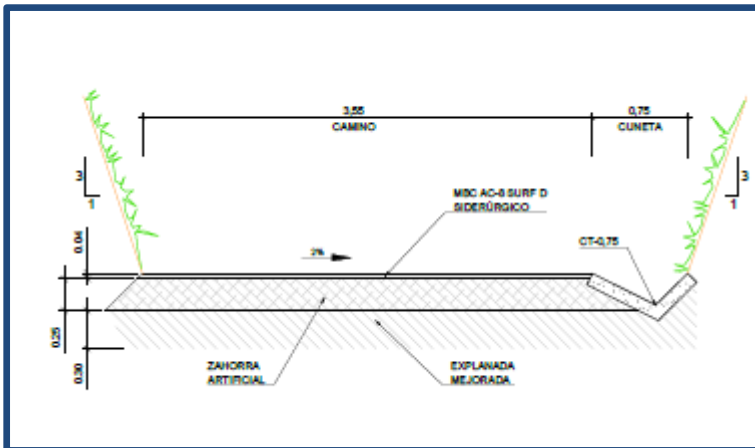 3,55
0,75
CAMINO
CUNETA
3
1
3
1
MBC AC-8 SURF D
SIDERÚRGICO
CT-0,75
0.04
2%
0.25
0.30
ZAHORRA
ARTIFICIAL
EXPLANADA
MEJORADA